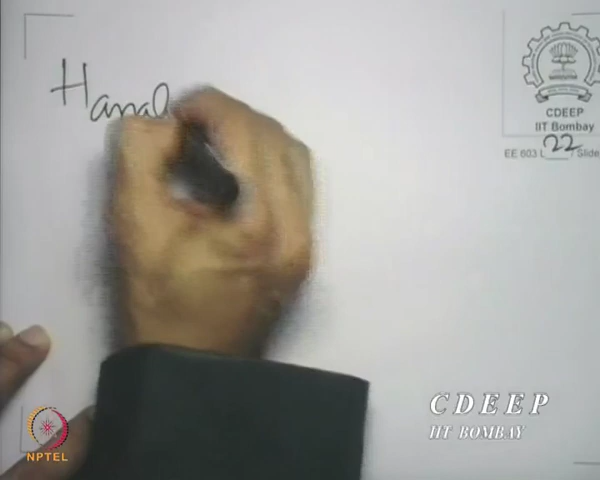 Hanal
CDEEP
IIT Bombay
EE 603 L 22 / Slide
CDEEP
IIT BOMBAY
NPTEL